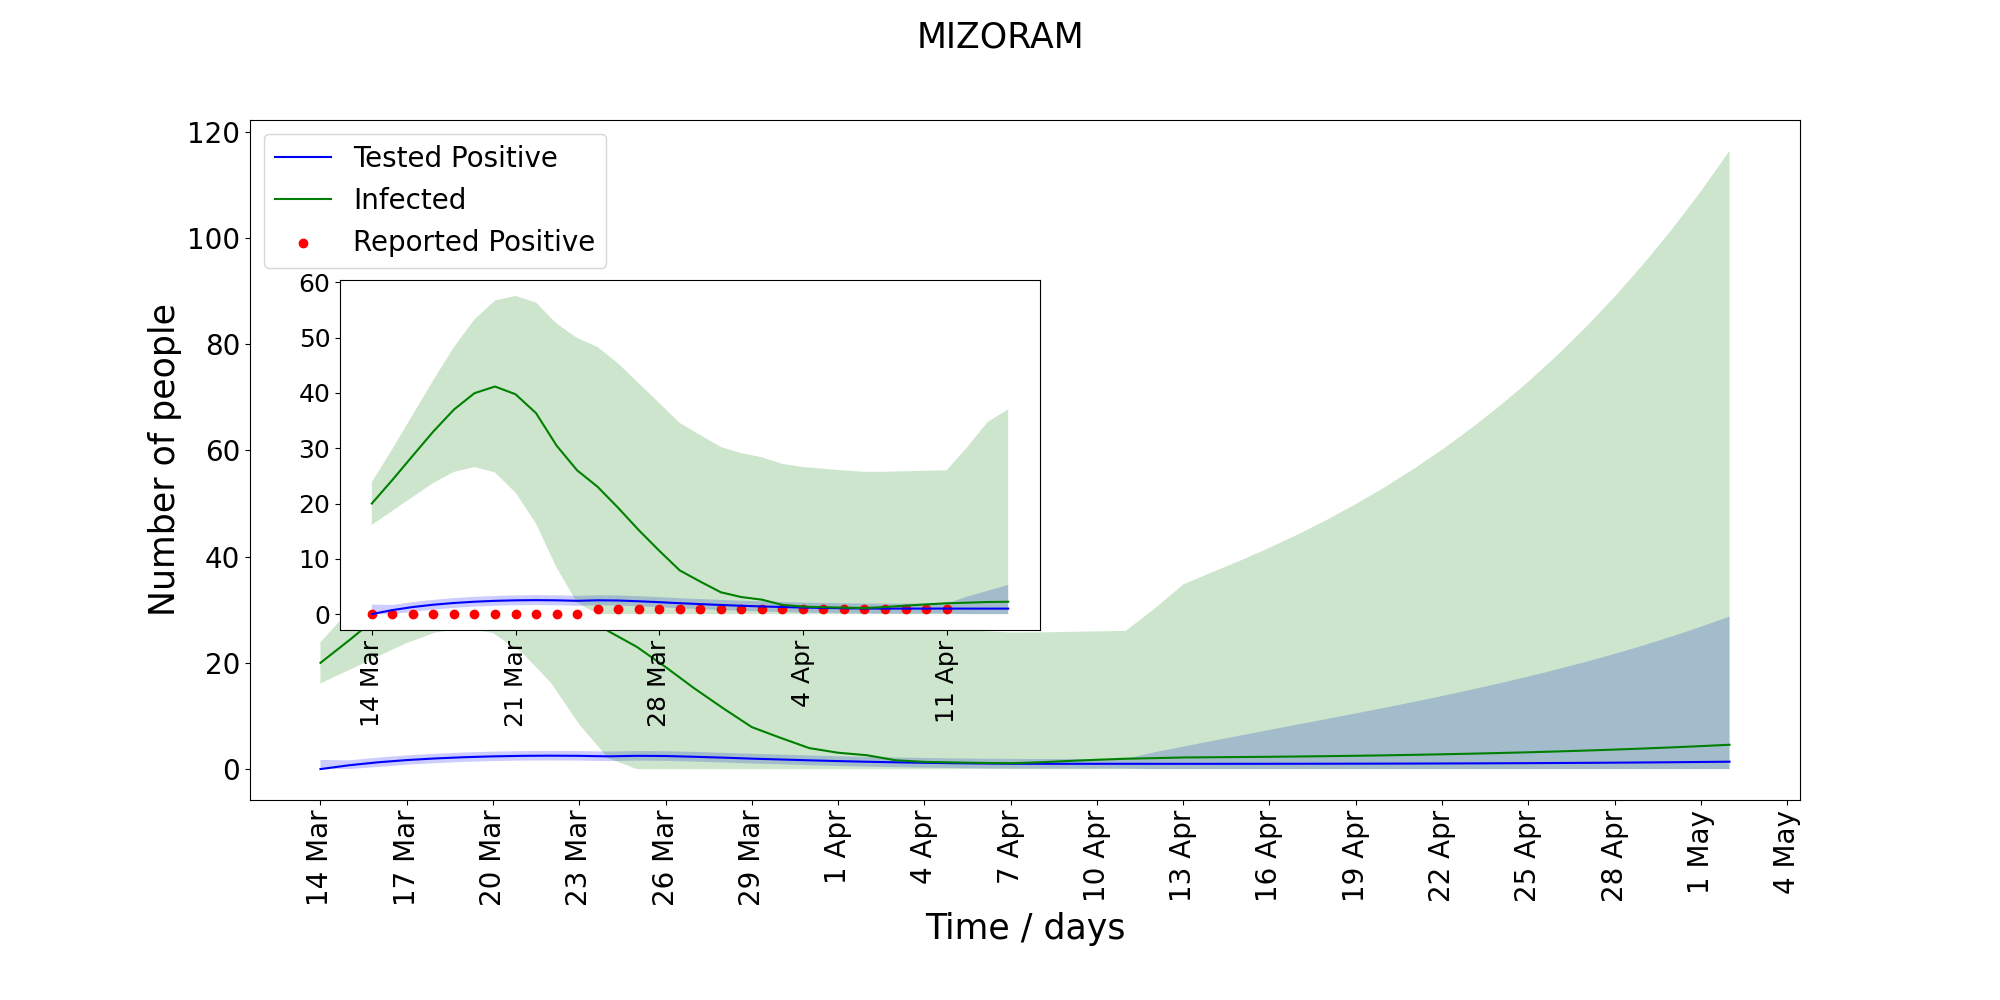 MIZORAM
Number of people
120
100
80
60
40
20
0
Tested Positive
Infected
Reported Positive
60
50
40
30
20
10
0
14 Mar
21 Mar
28 Mar
4 Apr
11 Apr
14 Mar
17 Mar
20 Mar
23 Mar
26 Mar
29 Mar
1 Apr
4 Apr
7 Apr
10 Apr
13 Apr
16 Apr
19 Apr
22 Apr
25 Apr
28 Apr
1 May
4 May
Time / days